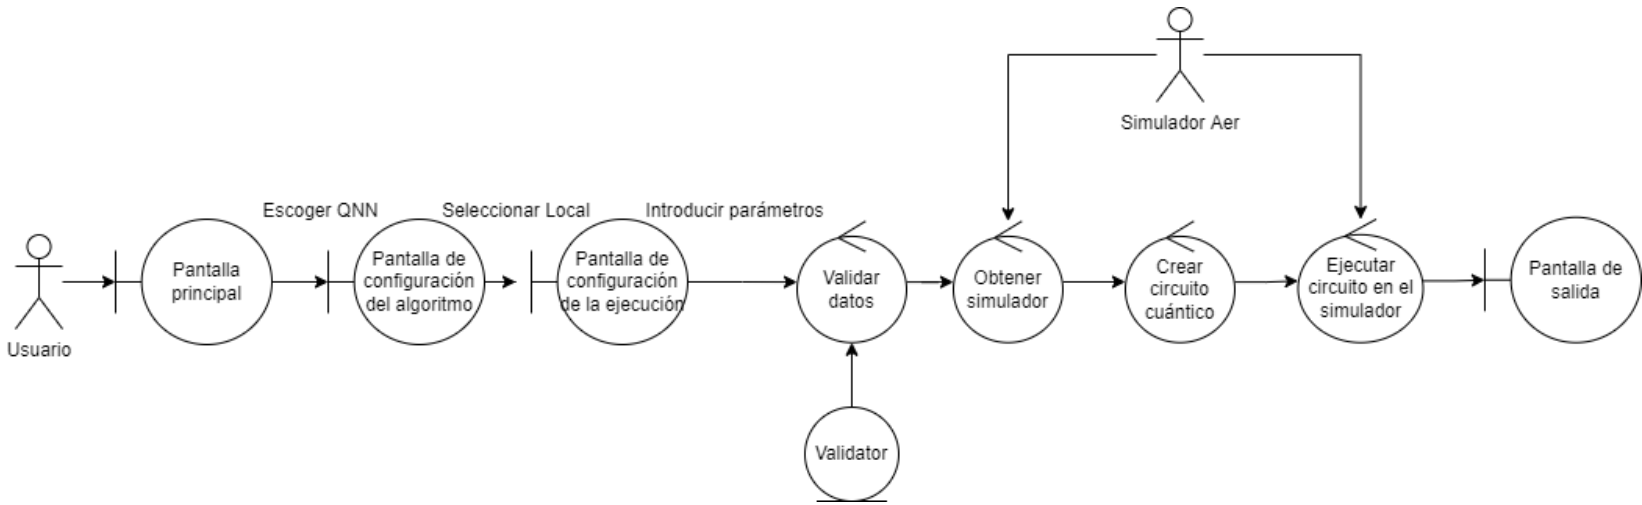 Simulador Aer
Escoger QNN
Seleccionar Local
Introducir parámetros
Usuario
Pantalla
principal
Pantalla de
configuración
del algoritmo
Pantalla de
configuración
de la ejecución
Validar
datos
Obtener
simulador
Crear
circuito
cuántico
Ejecutar
circuito en el
simulador
Pantalla de
salida
Validator